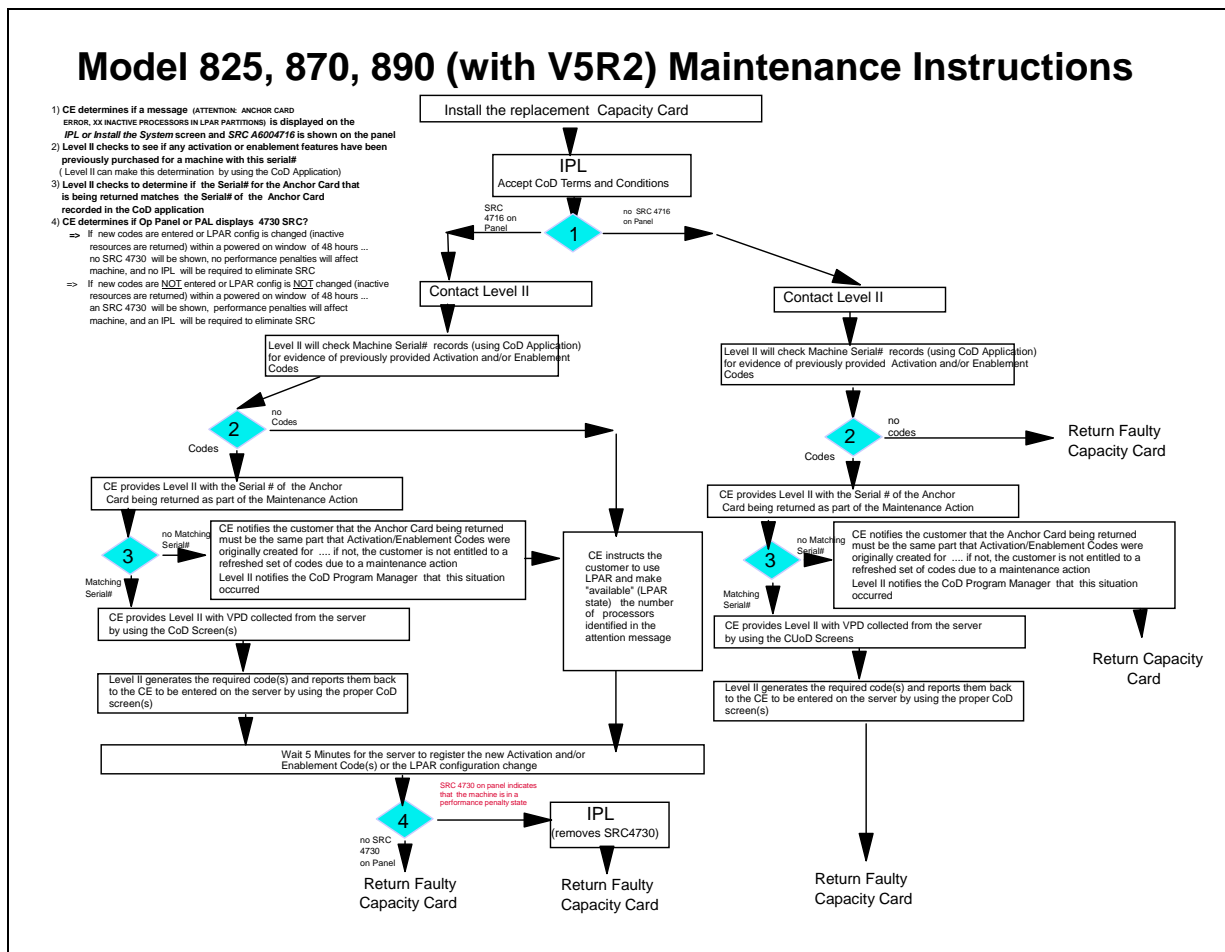 Model 825, 870, 890 (with V5R2) Maintenance Instructions
1) CE determines if a message (ATTENTION: ANCHOR CARD
ERROR, XX INACTIVE PROCESSORS IN LPAR PARTITIONS) is displayed on the
IPL or Install the System screen and SRC A6004716 is shown on the panel
2) Level II checks to see if any activation or enablement features have been
previously purchased for a machine with this serial#
( Level II can make this determination by using the CoD Application)
3) Level II checks to determine if the Serial# for the Anchor Card that
is being returned matches the Serial# of the Anchor Card
recorded in the CoD application
4) CE determines if Op Panel or PAL displays 4730 SRC?
=> If new codes are entered or LPAR config is changed (inactive
resources are returned) within a powered on window of 48 hours ...
no SRC 4730 will be shown, no performance penalties will affect
machine, and no IPL will be required to eliminate SRC
=> If new codes are NOT entered or LPAR config is NOT changed (inactive
resources are returned) within a powered on window of 48 hours ...
an SRC 4730 will be shown, performance penalties will affect
machine, and an IPL will be required to eliminate SRC
Install the replacement Capacity Card
IPL
Accept CoD Terms and Conditions
SRC
4716 on
Panel
no SRC 4716
on Panel
1
Contact Level II
Level II will check Machine Serial# records (using CoD Application)
for evidence of previously provided Activation and/or Enablement
Codes
2
no
Codes
Codes
CE provides Level II with the Serial # of the Anchor
Card being returned as part of the Maintenance Action
3
no Matching
Serial#
Matching
Serial#
CE notifies the customer that the Anchor Card being returned
must be the same part that Activation/Enablement Codes were
originally created for .... if not, the customer is not entitled to a
refreshed set of codes due to a maintenance action
Level II notifies the CoD Program Manager that this situation
occurred
CE instructs the
customer to use
LPAR and make
"available" (LPAR
state) the number
of processors
identified in the
attention message
CE provides Level II with VPD collected from the server
by using the CoD Screen(s)
Level II generates the required code(s) and reports them back
to the CE to be entered on the server by using the proper CoD
screen(s)
Wait 5 Minutes for the server to register the new Activation and/or
Enablement Code(s) or the LPAR configuration change
4
SRC 4730 on panel indicates
that the machine is in a
performance penalty state
IPL
(removes SRC4730)
no SRC
4730
on Panel
Return Faulty
Capacity Card
Return Faulty
Capacity Card
Contact Level II
Level II will check Machine Serial# records (using CoD Application)
for evidence of previously provided Activation and/or Enablement
Codes
2
no
codes
Codes
Return Faulty
Capacity Card
CE provides Level II with the Serial # of the Anchor
Card being returned as part of the Maintenance Action
3
no Matching
Serial#
Matching
Serial#
CE notifies the customer that the Anchor Card being returned
must be the same part that Activation/Enablement Codes were
originally created for .... if not, the customer is not entitled to a
refreshed set of codes due to a maintenance action
Level II notifies the CoD Program Manager that this situation
occurred
Return Capacity
Card
CE provides Level II with VPD collected from the server
by using the CUoD Screens
Level II generates the required code(s) and reports them back
to the CE to be entered on the server by using the proper CoD
screen(s)
Return Faulty
Capacity Card